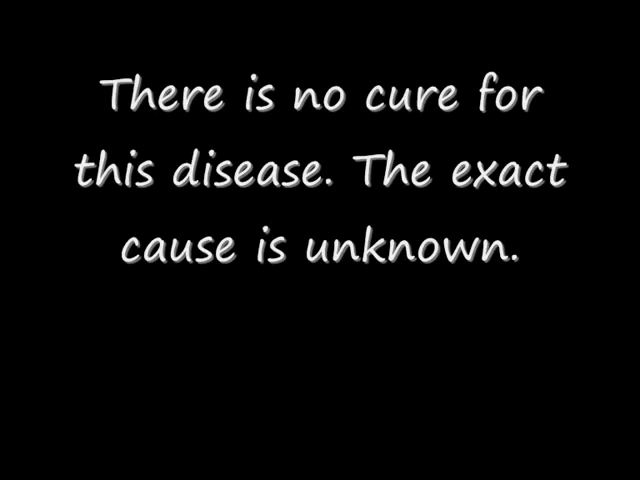 There is no cure for
this disease. The exact
cause is unknown.